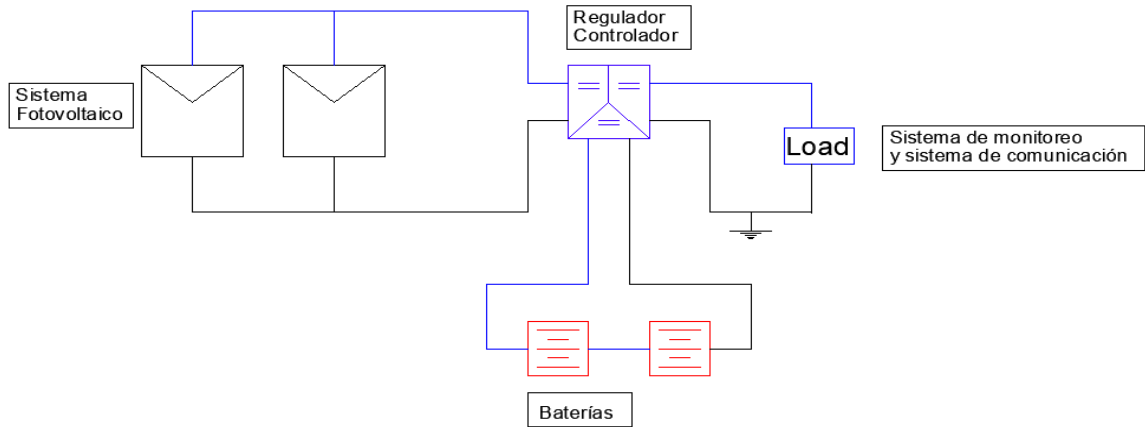 Regulador
Controlador
Sistema
Fotovoltaico
Load
Sistema de monitoreo
y sistema de comunicación
Baterías